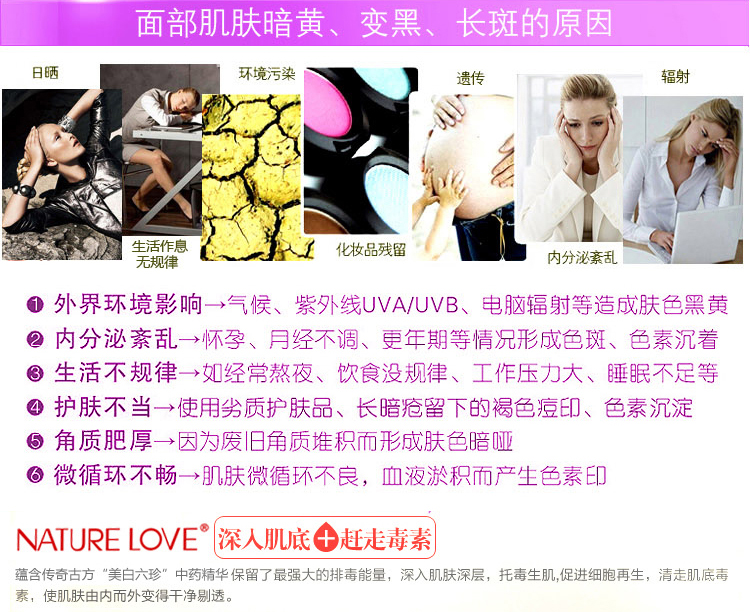 面部肌肤暗黄、变黑、长斑的原因
日晒
环境污染
遗传
辐射
生活作息
无规律
化妆品残留
内分泌紊乱
❶ 外界环境影响→气候、紫外线UVA/UVB、电脑辐射等造成肤色黑黄
❷ 内分泌紊乱→怀孕、月经不调、更年期等情况形成色斑、色素沉着
❸ 生活不规律→如经常熬夜、饮食没规律、工作压力大、睡眠不足等
❹ 护肤不当→使用劣质护肤品、长暗疮留下的褐色痘印、色素沉淀
❺ 角质肥厚→因为废旧角质堆积而形成肤色暗哑
❻ 微循环不畅→肌肤微循环不良，血液淤积而产生色素印
NATURE LOVE® 深入肌底+赶走毒素
蕴含传奇古方“美白六珍”中药精华保留了最强大的排毒能量，深入肌肤深层，托毒生肌,促进细胞再生，清走肌底毒
素，使肌肤由内而外变得干净剔透。